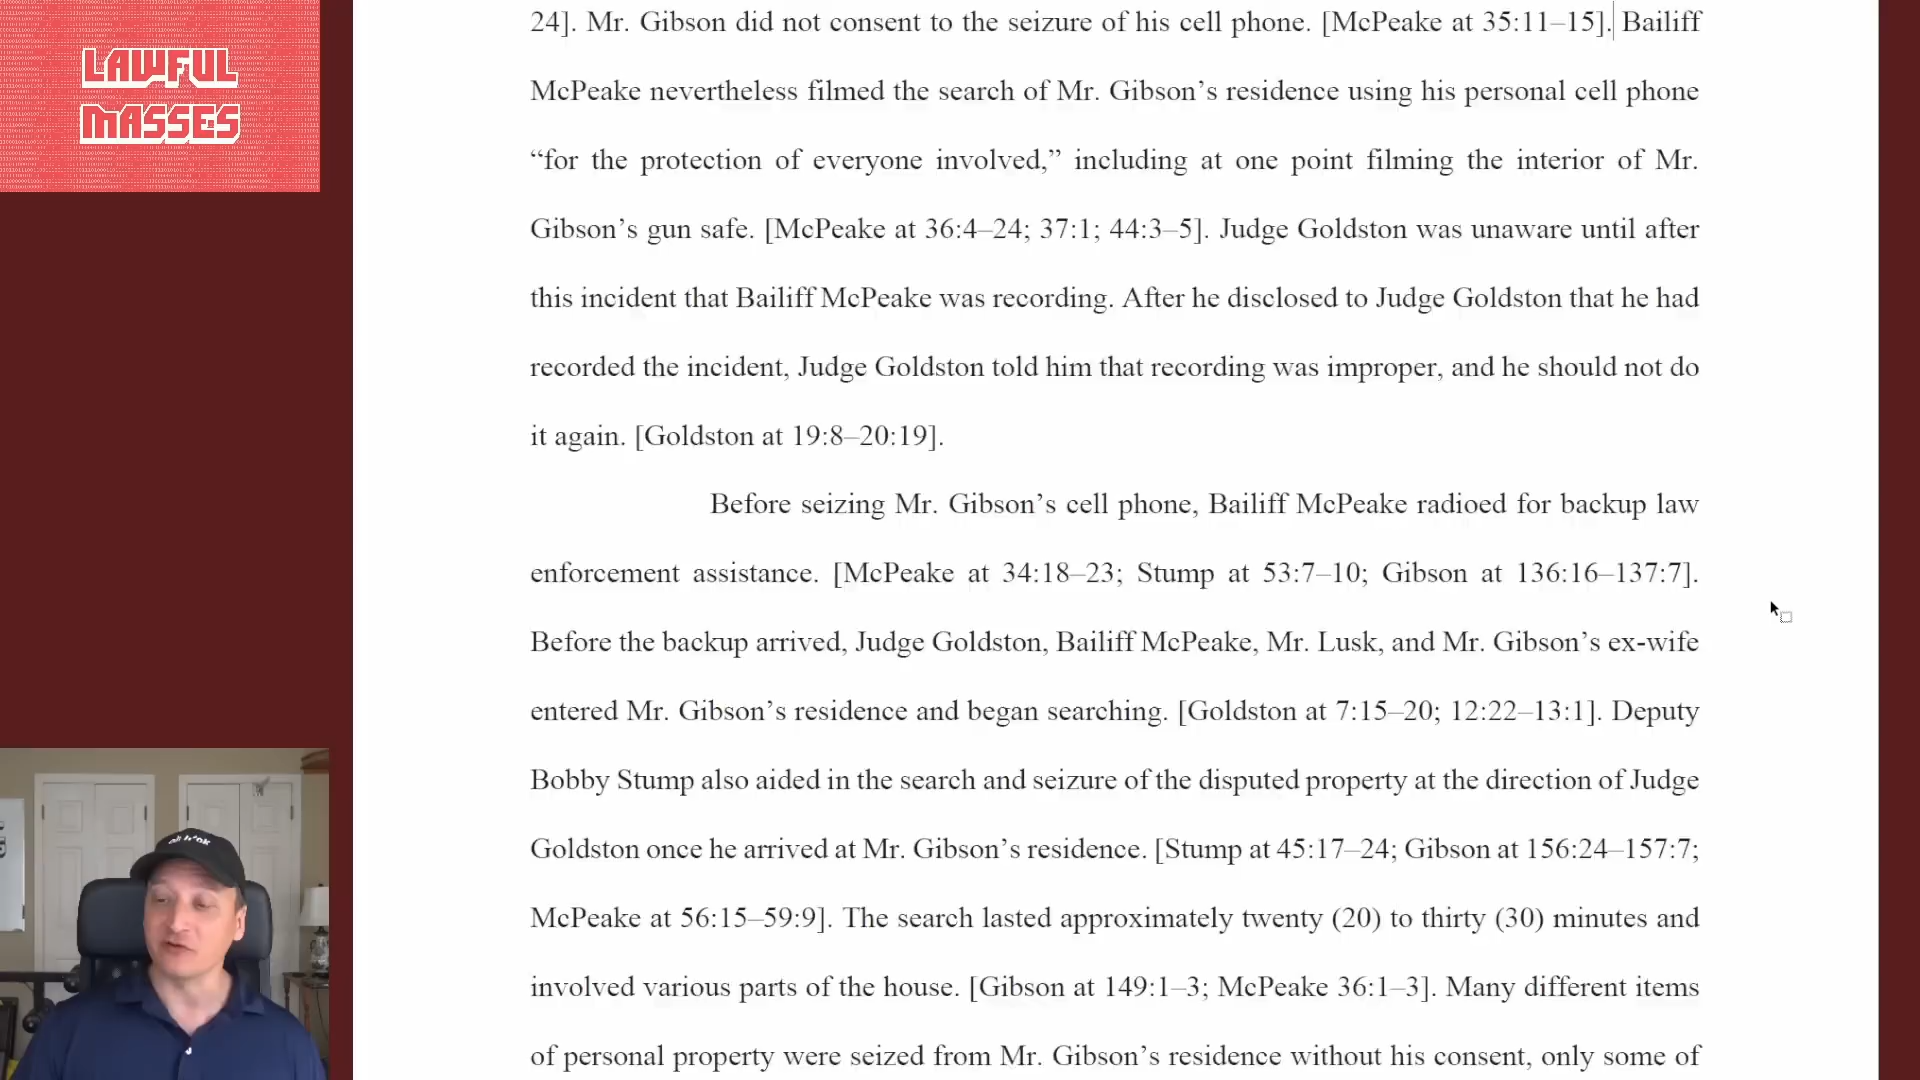 LAWFUL
MASSES
24]. Mr. Gibson did not consent to the seizure of his cell phone. [McPeake at 35:11–15]. Bailiff
McPeake nevertheless filmed the search of Mr. Gibson’s residence using his personal cell phone
“for the protection of everyone involved,” including at one point filming the interior of Mr.
Gibson’s gun safe. [McPeake at 36:4–24; 37:1; 44:3–5]. Judge Goldston was unaware until after
this incident that Bailiff McPeake was recording. After he disclosed to Judge Goldston that he had
recorded the incident, Judge Goldston told him that recording was improper, and he should not do
it again. [Goldston at 19:8–20:19].
Before seizing Mr. Gibson’s cell phone, Bailiff McPeake radioed for backup law
enforcement assistance. [McPeake at 34:18–23; Stump at 53:7–10; Gibson at 136:16–137:7].
Before the backup arrived, Judge Goldston, Bailiff McPeake, Mr. Lusk, and Mr. Gibson’s ex-wife
entered Mr. Gibson’s residence and began searching. [Goldston at 7:15–20; 12:22–13:1]. Deputy
Bobby Stump also aided in the search and seizure of the disputed property at the direction of Judge
Goldston once he arrived at Mr. Gibson’s residence. [Stump at 45:17–24; Gibson at 156:24–157:7;
McPeake at 56:15–59:9]. The search lasted approximately twenty (20) to thirty (30) minutes and
involved various parts of the house. [Gibson at 149:1–3; McPeake 36:1–3]. Many different items
of personal property were seized from Mr. Gibson’s residence without his consent, only some of